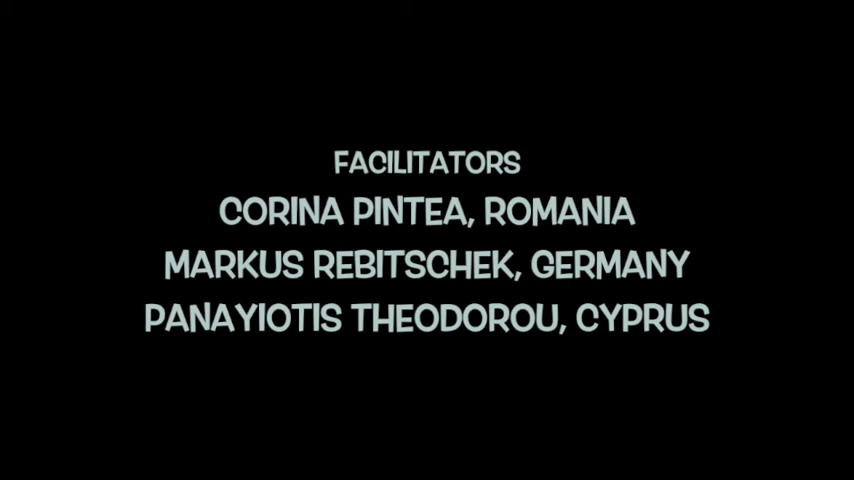 FACILITATORS
CORINA PINTEA, ROMANIA
MARKUS REBITSCHEK, GERMANY
PANAYIOTIS THEODOROU, CYPRUS